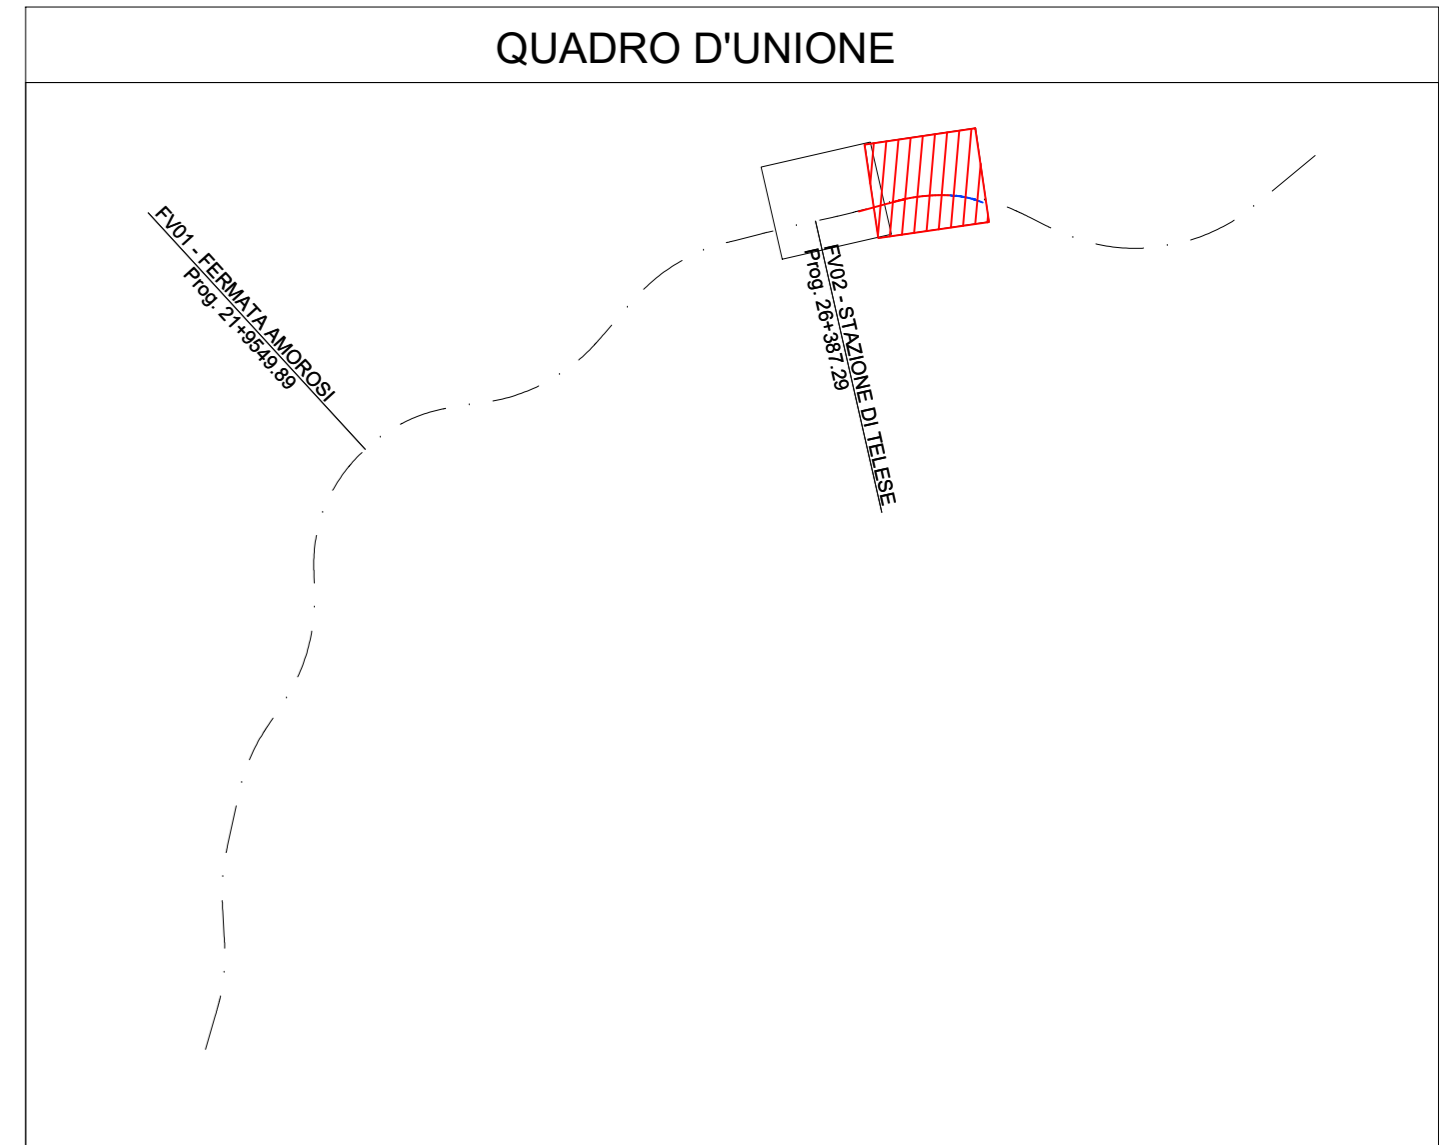 QUADRO D'UNIONE
FV01 - FERMATA AMOROSI
Prog. 21+9549.89
FV02 - STAZIONE DI TELESE
Prog. 26+387.29